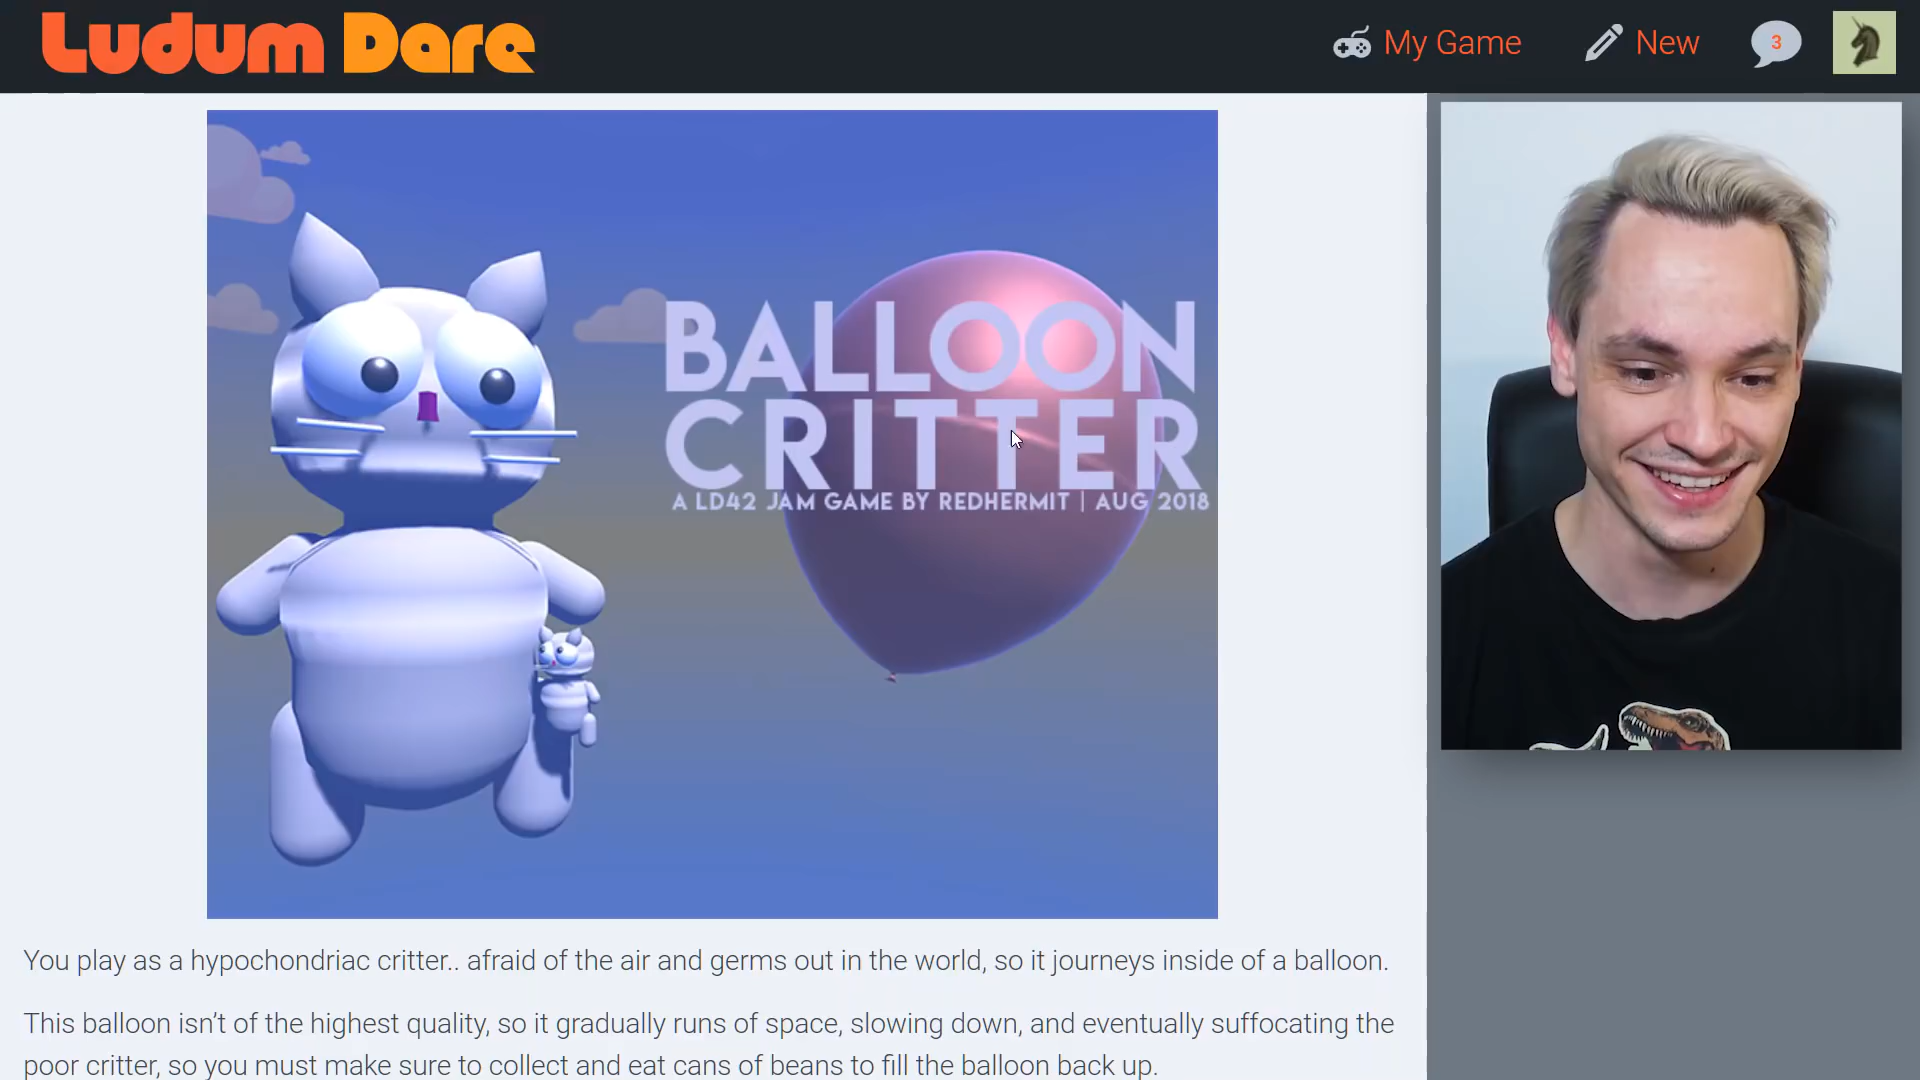 Ludum Dare
My Game
New
3
BALLOON
CRITTER
A LD42 JAM GAME BY REDHERMIT | AUG 2018
You play as a hypochondriac critter.. afraid of the air and germs out in the world, so it journeys inside of a balloon.
This balloon isn’t of the highest quality, so it gradually runs of space, slowing down, and eventually suffocating the
poor critter, so you must make sure to collect and eat cans of beans to fill the balloon back up.